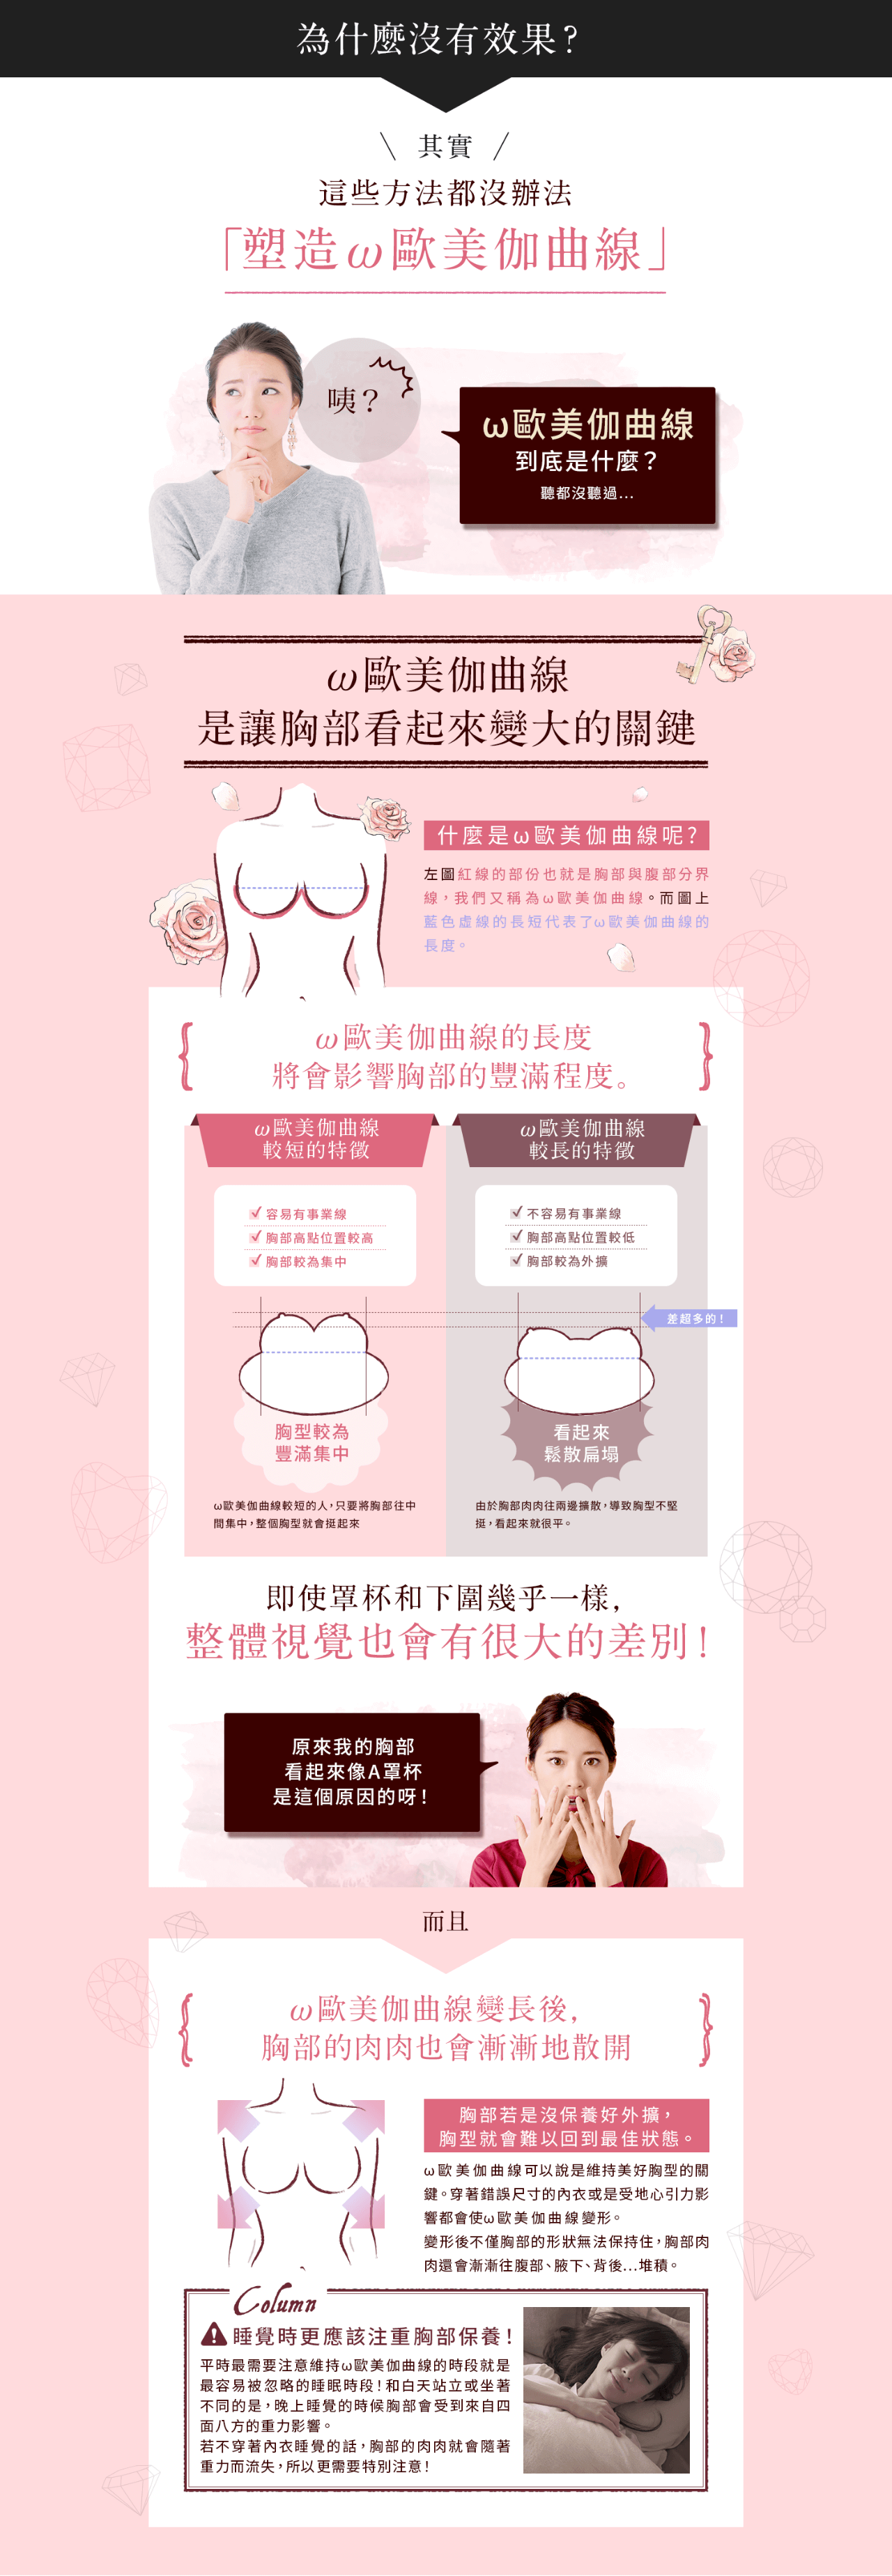 為什麼沒有效果?
其實
這些方法都沒辦法
「塑造ω歐美伽曲線」
咦？
ω歐美伽曲線
到底是什麼？
聽都沒聽過...
ω歐美伽曲線
是讓胸部看起來變大的關鍵
什麼是ω歐美伽曲線呢?
左圖紅線的部份也就是胸部與腹部分界
線，我們又稱為ω歐美伽曲線。而圖上
藍色虛線的長短代表了ω歐美伽曲線的
長度。
ω歐美伽曲線的長度
將會影響胸部的豐滿程度。
ω歐美伽曲線
較短的特徵
容易有事業線
胸部高點位置較高
胸部較為集中
胸型較為
豐滿集中
ω歐美伽曲線較短的人，只要將胸部往中
間集中，整個胸型就會挺起來
ω歐美伽曲線
較長的特徵
不容易有事業線
胸部高點位置較低
胸部較為外擴
差超多的！
看起來
鬆散扁塌
由於胸部肉肉往兩邊擴散，導致胸型不堅
挺，看起來就很平。
即使罩杯和下圍幾乎一樣，
整體視覺也會有很大的差別!
原來我的胸部
看起來像A罩杯
是這個原因的呀！
而且
ω歐美伽曲線變長後，
胸部的肉肉也會漸漸地散開
胸部若是沒保養好外擴，
胸型就會難以回到最佳狀態。
ω歐美伽曲線可以說是維持美好胸型的關
鍵。穿著錯誤尺寸的內衣或是受地心引力影
響都會使ω歐美伽曲線變形。
變形後不僅胸部的形狀無法保持住，胸部肉
肉還會漸漸往腹部、腋下、背後...堆積。
Column
睡覺時更應該注重胸部保養！
平時最需要注意維持ω歐美伽曲線的時段就是
最容易被忽略的睡眠時段！和白天站立或坐著
不同的是，晚上睡覺的時候胸部會受到來自四
面八方的重力影響。
若不穿著內衣睡覺的話，胸部的肉肉就會隨著
重力而流失，所以更需要特別注意！